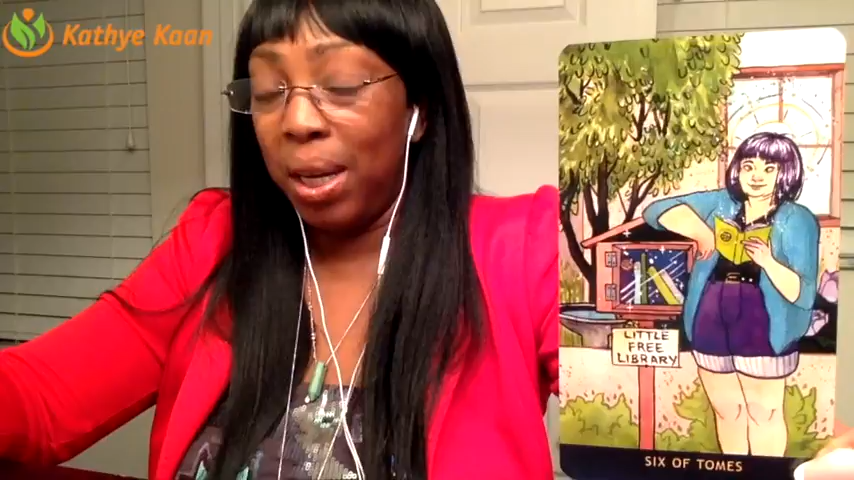 Kathye Kaan
LITTLE
FREE
LIBRARY
SIX OF TOMES